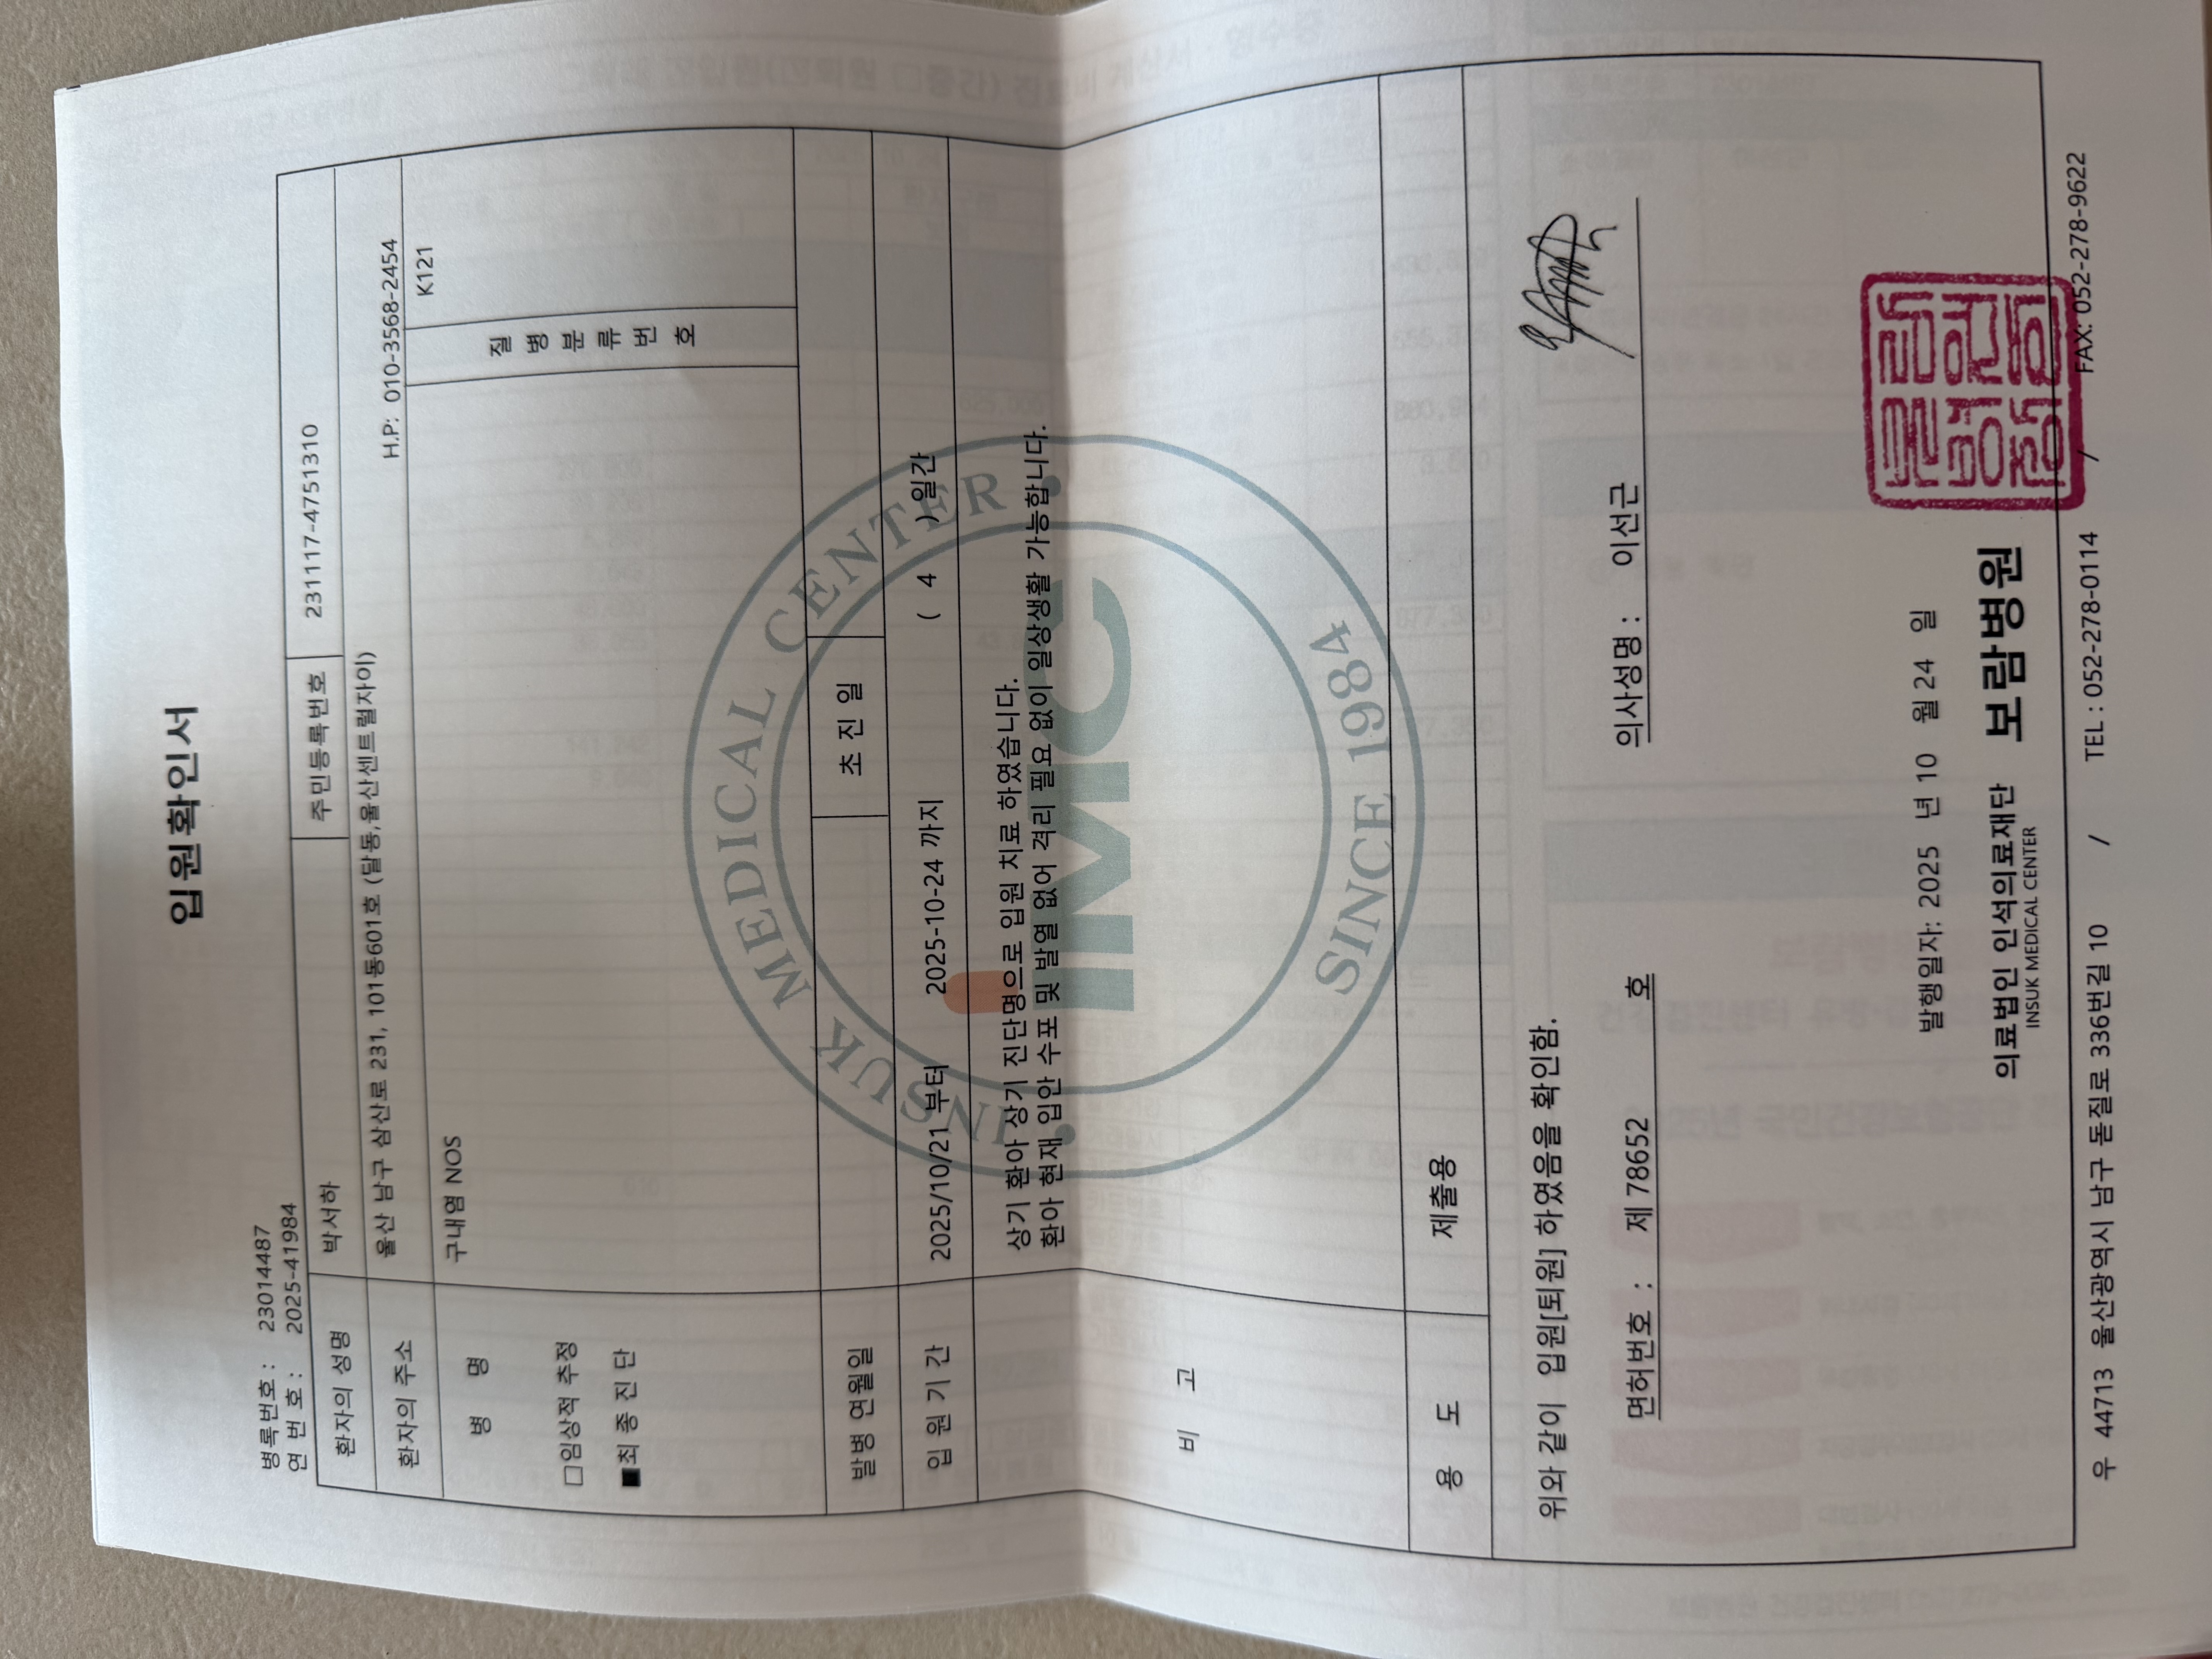 입원확인서
병록번호 : 23014487
연 번 호 : 2025-41984
환자의 성명 박서하 주민등록번호 231117-4751310
환자의 주소 울산 남구 삼산로 231, 101동601호 (달동,울산센트럴자이)
H.P: 010-3568-2454
병 명
□임상적 추정
■최 종 진 단
구내염 NOS
질병분류번호
K121
발병 연월일 초 진 일
입 원 기 간 2025/10/21 부터 2025-10-24 까지 ( 4 ) 일간
비 고
상기 환아 상기 진단명으로 입원 치료 하였습니다.
환아 현재 입안 수포 및 발열 없어 격리 필요 없이 일상생활 가능합니다.
INSUK MEDICAL CENTER
iMC
SINCE 1984
용 도 제출용
위와 같이 입원[퇴원] 하였음을 확인함.
면허번호 : 제 78652 호 의사성명 : 이선근
발행일자: 2025 년 10 월 24 일
의료법인 인석의료재단 보람병원
INSUK MEDICAL CENTER
우 44713 울산광역시 남구 돋질로 336번길 10 / TEL : 052-278-0114 / FAX: 052-278-9622